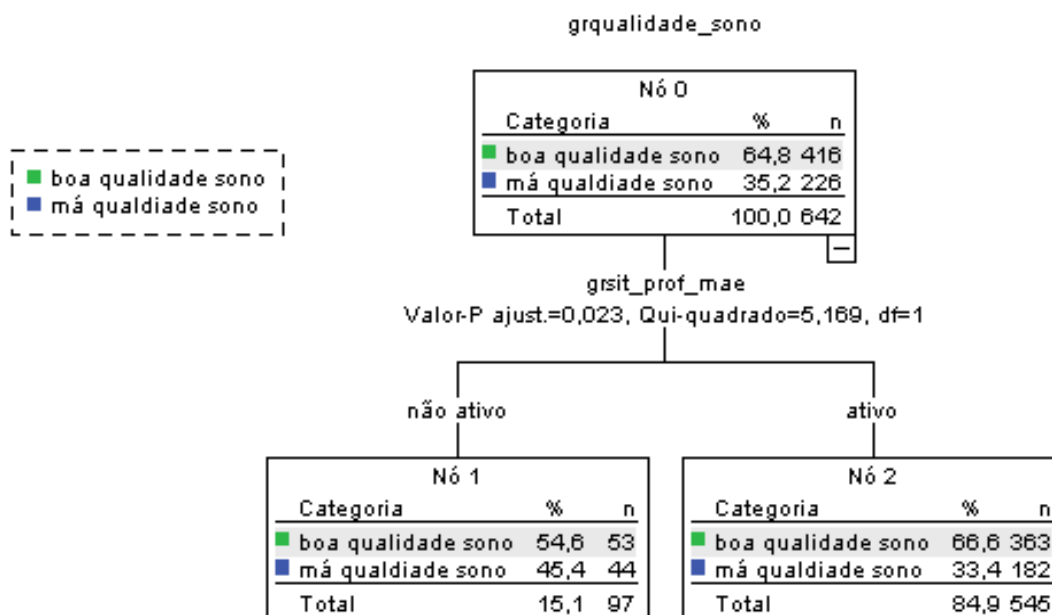 grqualidade_sono
Nó 0
Categoria % n
boa qualidade sono 64,8 416
má qualdiade sono 35,2 226
Total 100,0 642
boa qualidade sono
má qualdiade sono
grsit_prof_mae
Valor-P ajust.=0,023, Qui-quadrado=5,169, df=1
não ativo
ativo
Nó 1
Categoria % n
boa qualidade sono 54,6 53
má qualdiade sono 45,4 44
Total 15,1 97
Nó 2
Categoria % n
boa qualidade sono 66,6 363
má qualdiade sono 33,4 182
Total 84,9 545